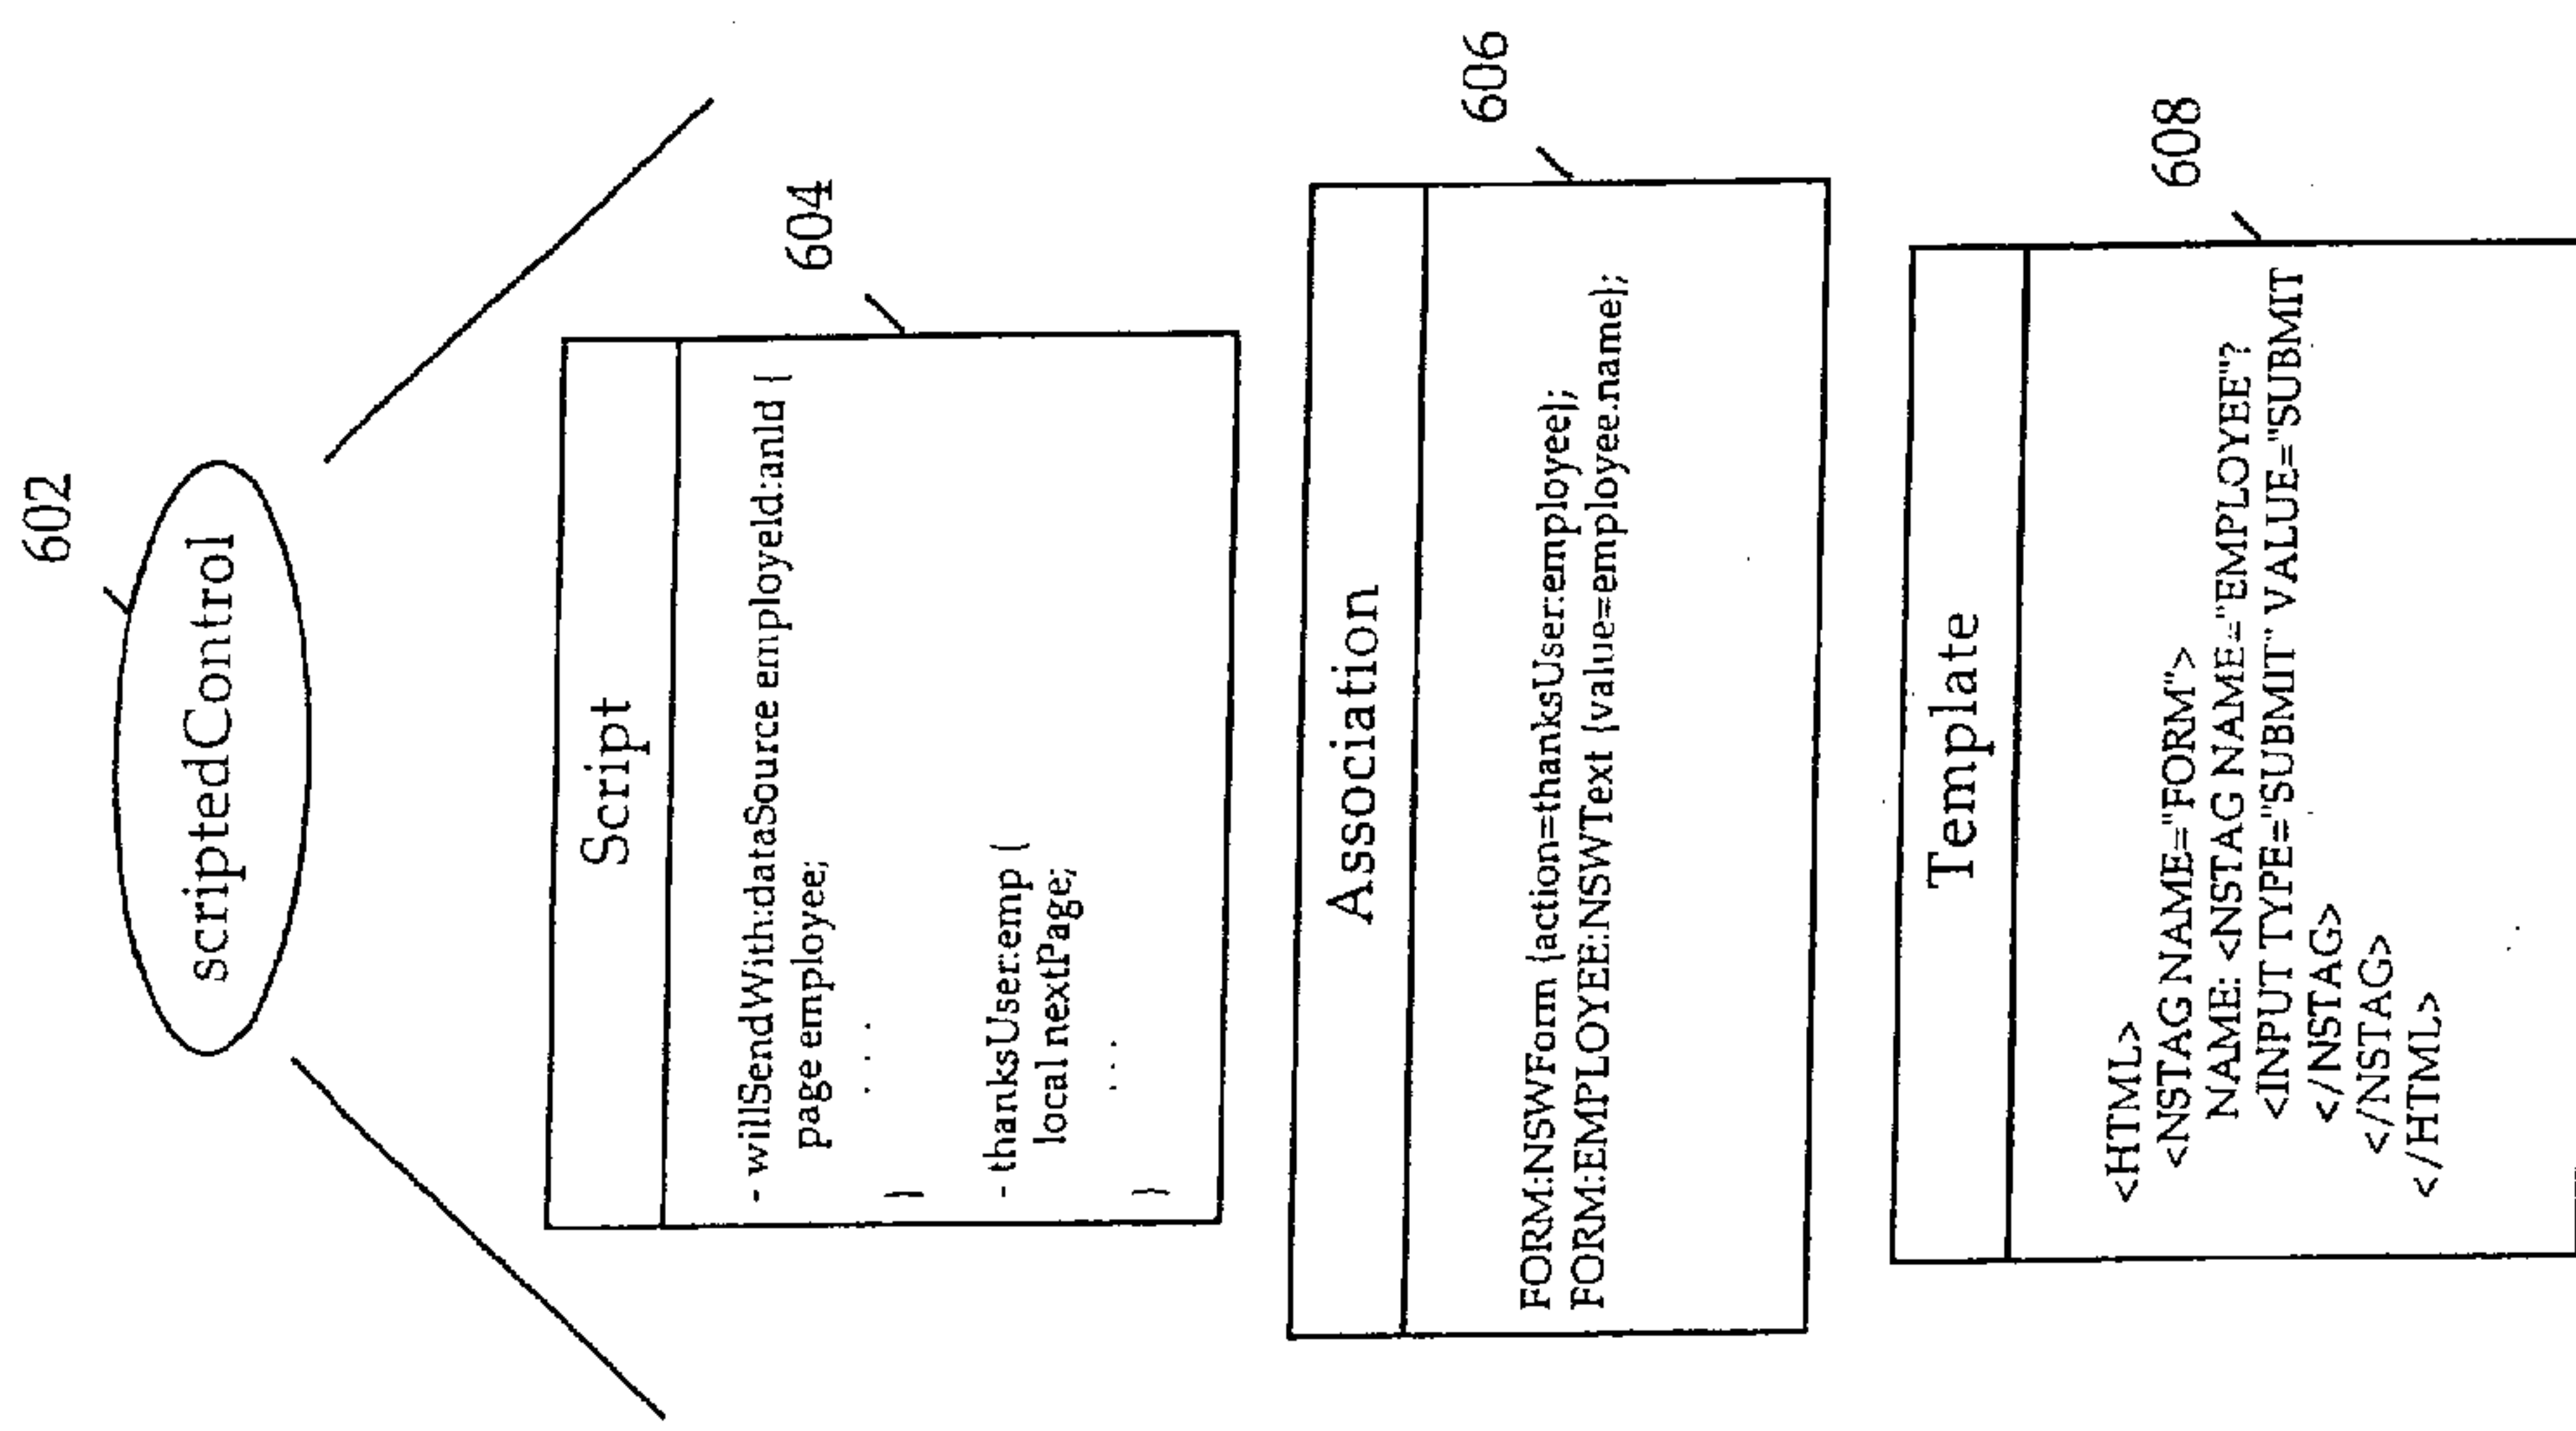 602
scriptedControl
604
Script
- willSendWith:dataSource employeId:anId {
page employee;
. . .
}
- thanksUser:emp {
local nextPage;
. . .
}
606
Association
FORM:NSWForm {action=thanksUser:employee};
FORM:EMPLOYEE:NSWText {value=employee.name};
608
Template
<HTML>
<NSTAG NAME="FORM">
NAME: <NSTAG NAME="EMPLOYEE"?
<INPUT TYPE="SUBMIT" VALUE="SUBMIT
</NSTAG>
</NSTAG>
</HTML>